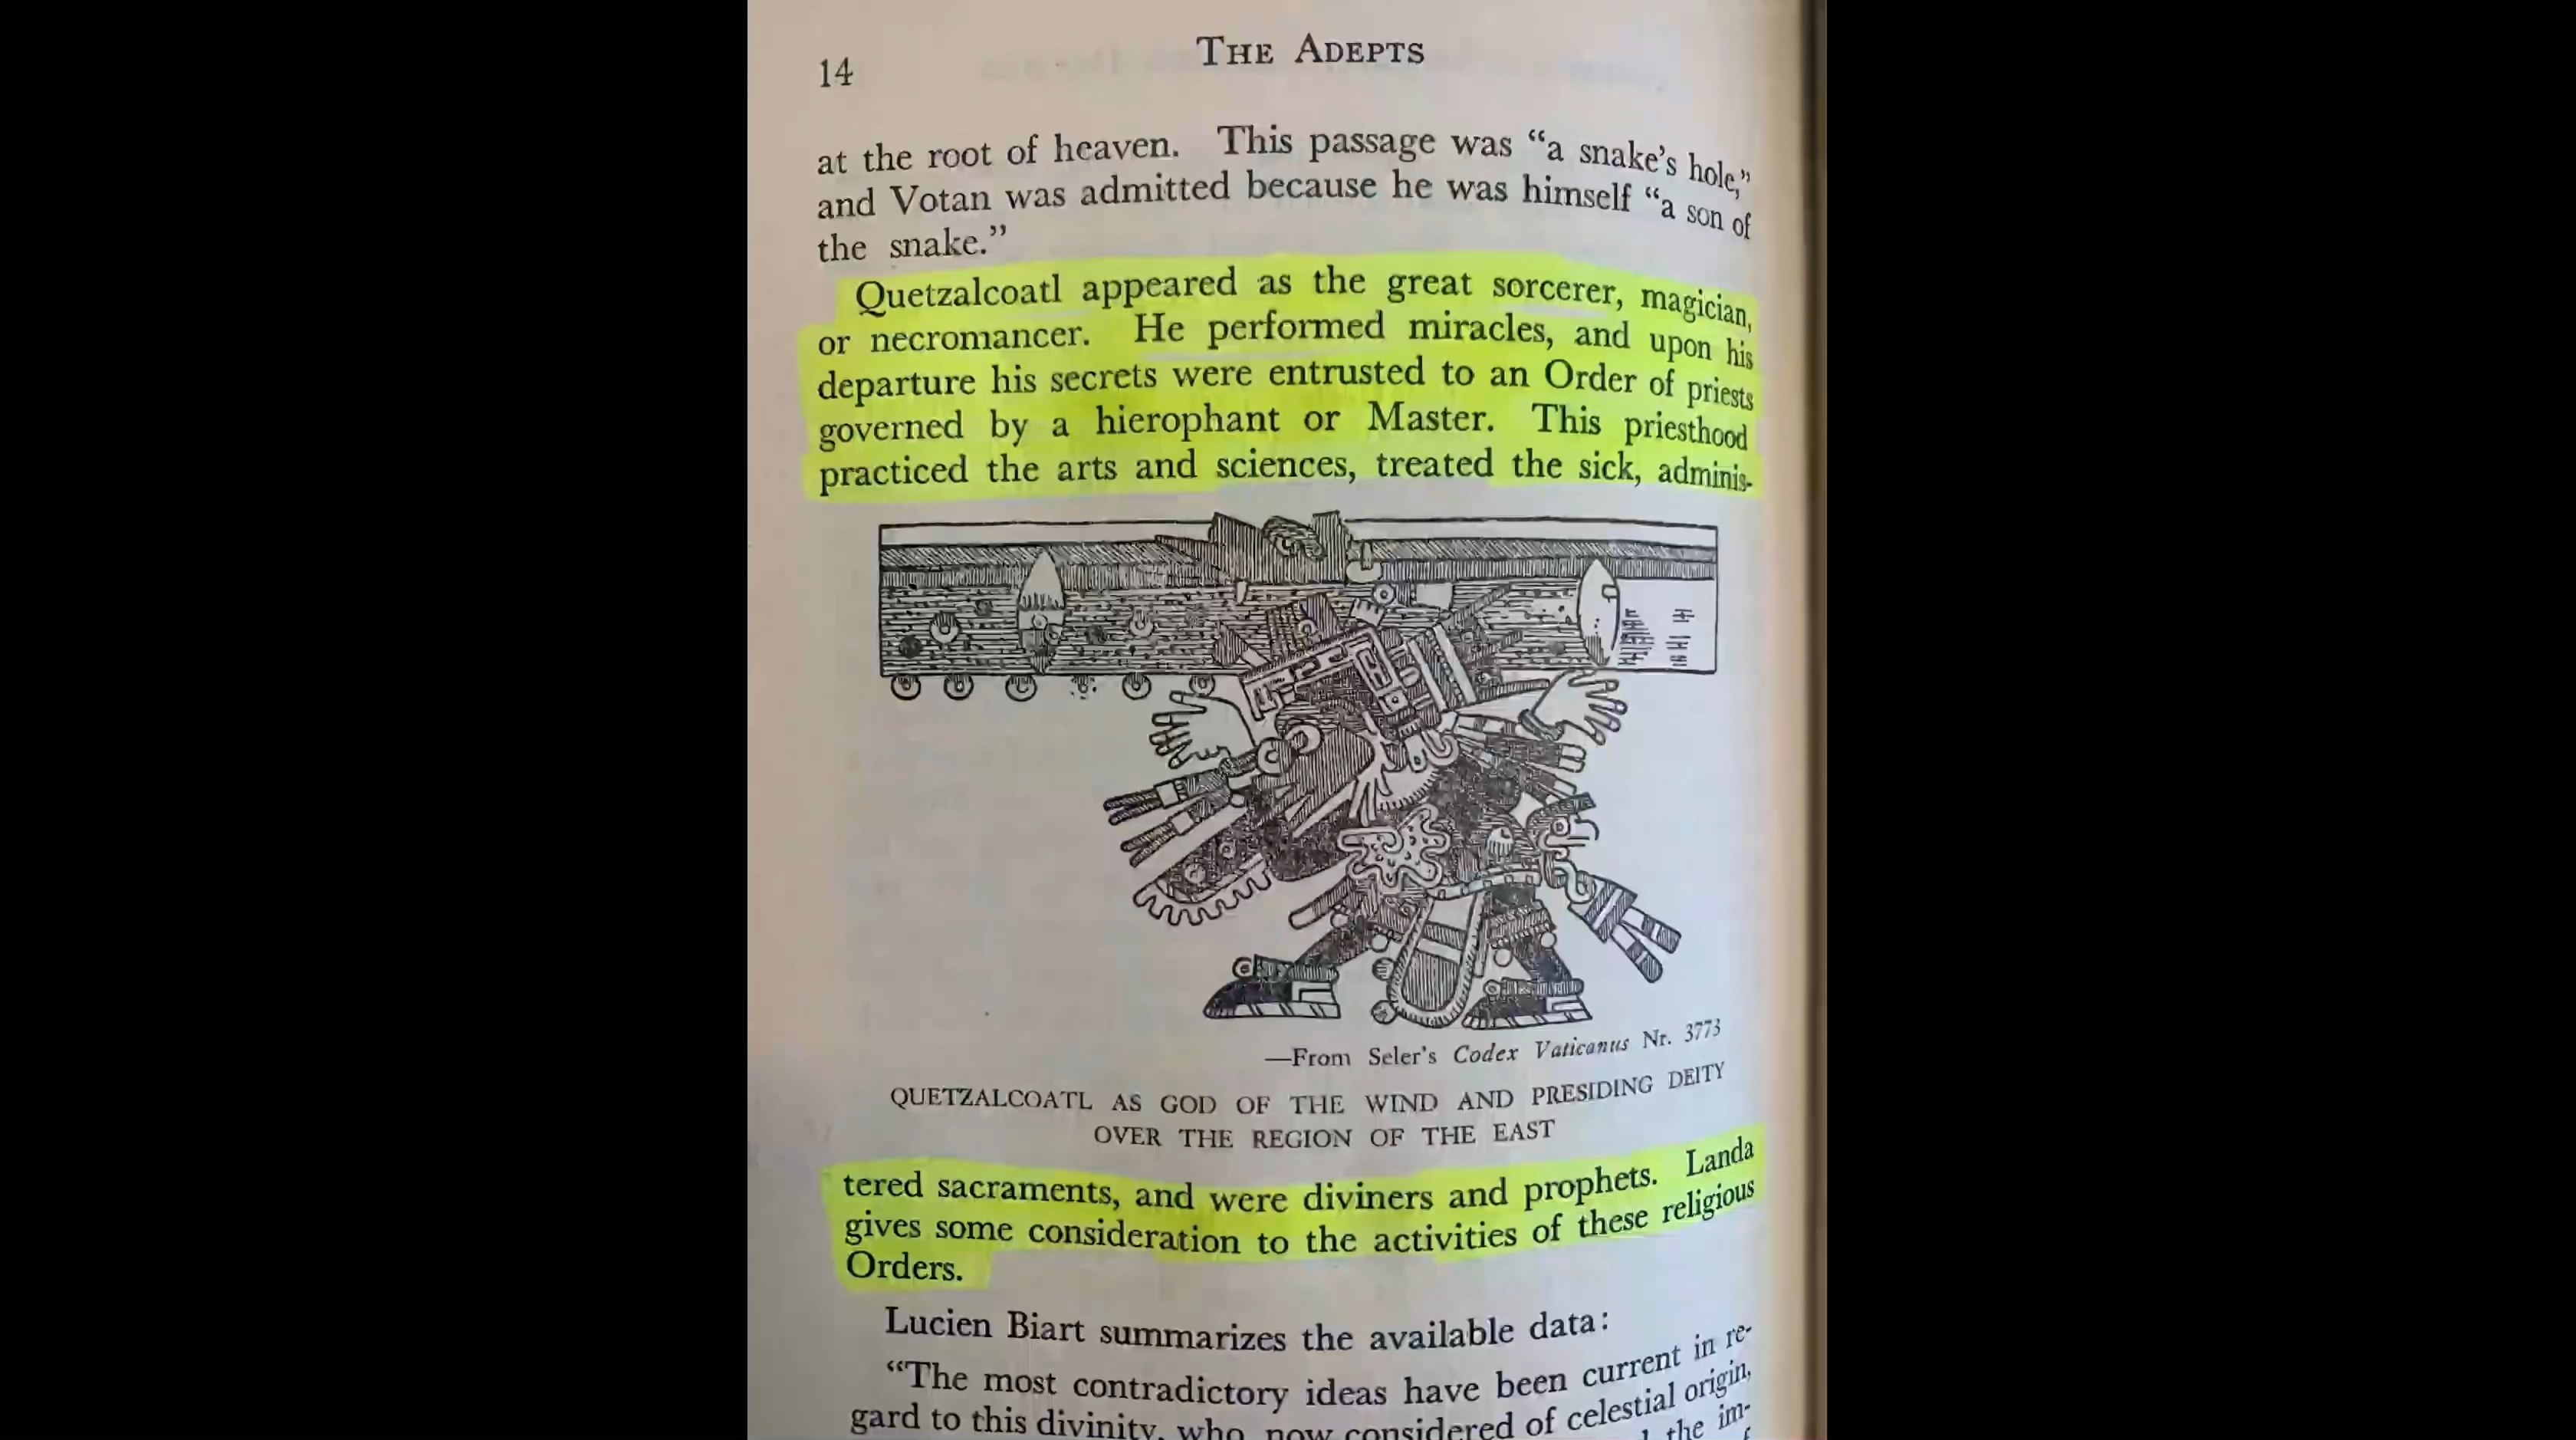 14
THE ADEPTS
at the root of heaven. This passage was “a snake’s hole,”
and Votan was admitted because he was himself “a son of
the snake.”
Quetzalcoatl appeared as the great sorcerer, magician,
or necromancer. He performed miracles, and upon his
departure his secrets were entrusted to an Order of priests
governed by a hierophant or Master. This priesthood
practiced the arts and sciences, treated the sick, adminis-
—From Seler’s Codex Vaticanus Nr. 3773
QUETZALCOATL AS GOD OF THE WIND AND PRESIDING DEITY
OVER THE REGION OF THE EAST
tered sacraments, and were diviners and prophets. Landa
gives some consideration to the activities of these religious
Orders.
Lucien Biart summarizes the available data:
“The most contradictory ideas have been current in re-
gard to this divinity, who, now considered of celestial origin,
the im-